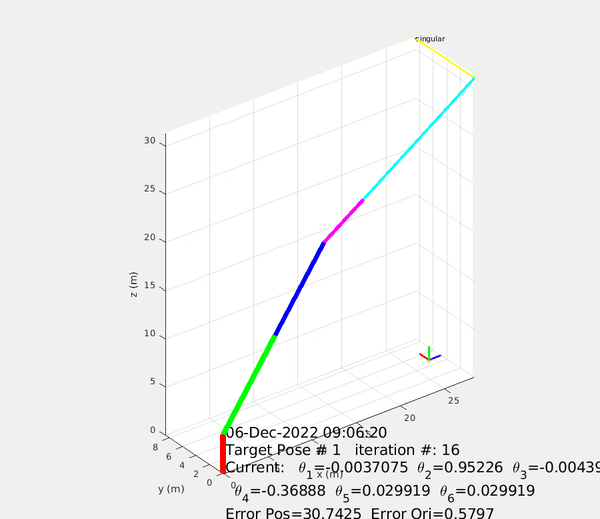 singular
30
25
20
15
10
5
0
z (m)
8
6
4
2
0
y (m)
0
x (m)
20
25
06-Dec-2022 09:06:20
Target Pose # 1 iteration #: 16
Current: θ1=-0.0037075 θ2=0.95226 θ3=-0.00439
θ4=-0.36888 θ5=0.029919 θ6=0.029919
Error Pos=30.7425 Error Ori=0.5797